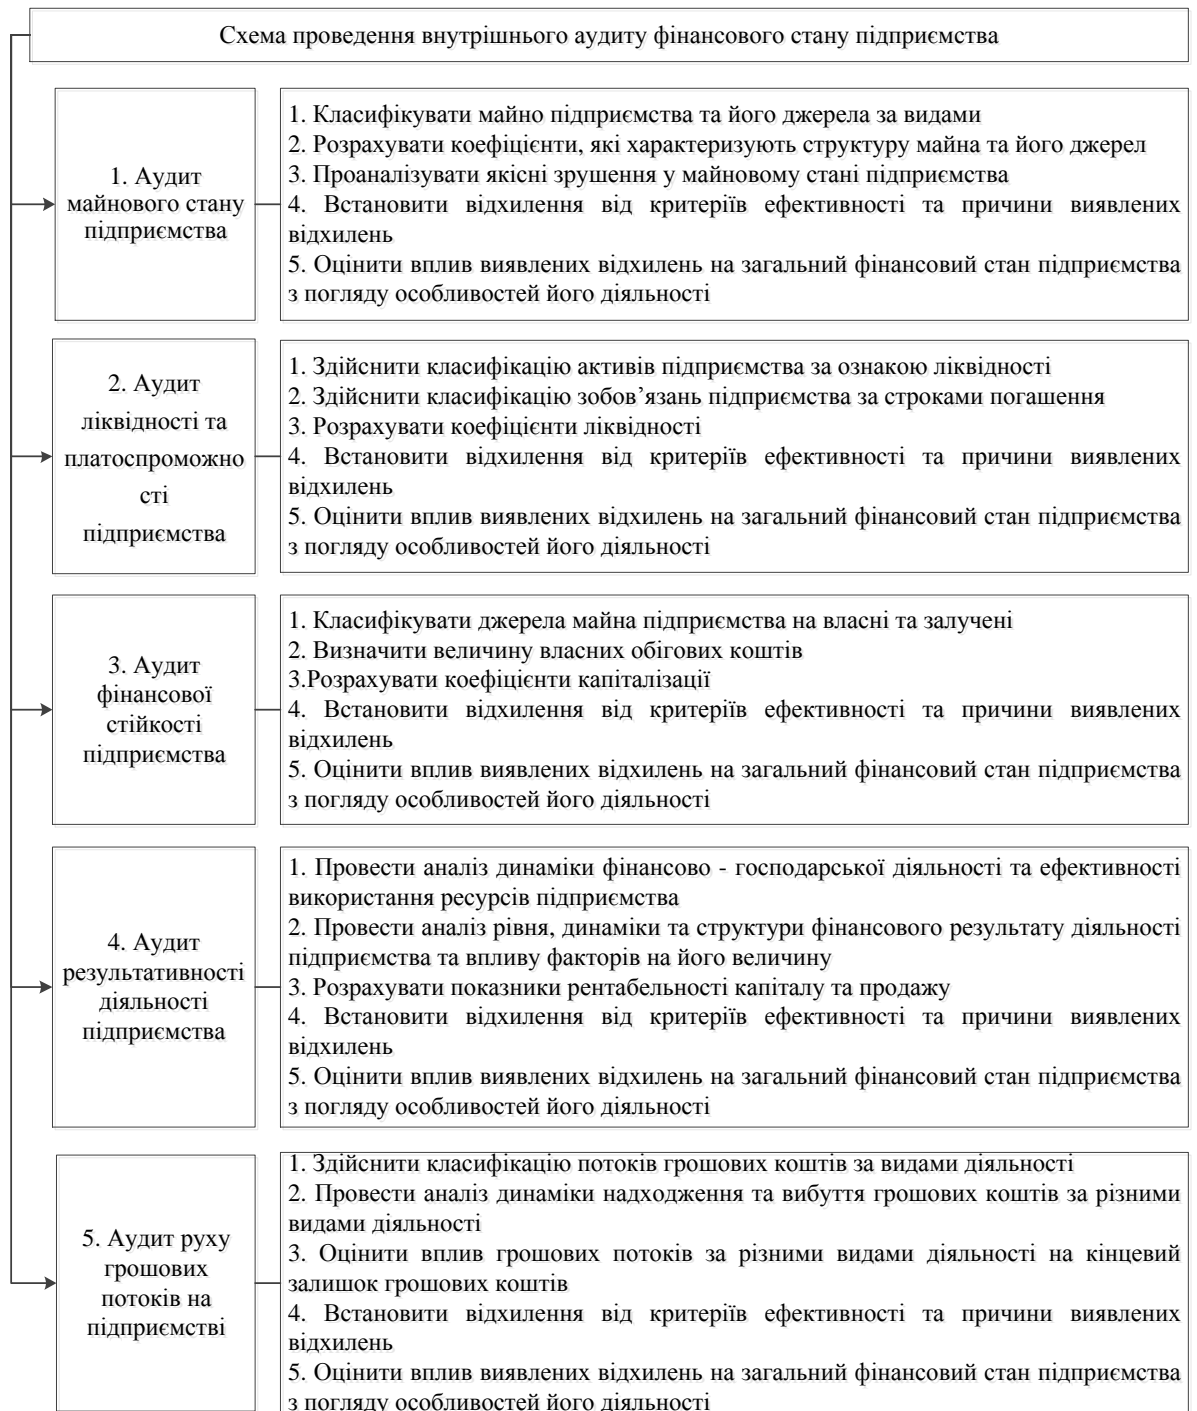 Схема проведення внутрішнього аудиту фінансового стану підприємства
1. Аудит
майнового стану
підприємства
1. Класифікувати майно підприємства та його джерела за видами
2. Розрахувати коефіцієнти, які характеризують структуру майна та його джерел
3. Проаналізувати якісні зрушення у майновому стані підприємства
4. Встановити відхилення від критеріїв ефективності та причини виявлених
відхилень
5. Оцінити вплив виявлених відхилень на загальний фінансовий стан підприємства
з погляду особливостей його діяльності
2. Аудит
ліквідності та
платоспроможно
сті
підприємства
1. Здійснити класифікацію активів підприємства за ознакою ліквідності
2. Здійснити класифікацію зобов’язань підприємства за строками погашення
3. Розрахувати коефіцієнти ліквідності
4. Встановити відхилення від критеріїв ефективності та причини виявлених
відхилень
5. Оцінити вплив виявлених відхилень на загальний фінансовий стан підприємства
з погляду особливостей його діяльності
3. Аудит
фінансової
стійкості
підприємства
1. Класифікувати джерела майна підприємства на власні та залучені
2. Визначити величину власних обігових коштів
3.Розрахувати коефіцієнти капіталізації
4. Встановити відхилення від критеріїв ефективності та причини виявлених
відхилень
5. Оцінити вплив виявлених відхилень на загальний фінансовий стан підприємства
з погляду особливостей його діяльності
4. Аудит
результативності
діяльності
підприємства
1. Провести аналіз динаміки фінансово - господарської діяльності та ефективності
використання ресурсів підприємства
2. Провести аналіз рівня, динаміки та структури фінансового результату діяльності
підприємства та впливу факторів на його величину
3. Розрахувати показники рентабельності капіталу та продажу
4. Встановити відхилення від критеріїв ефективності та причини виявлених
відхилень
5. Оцінити вплив виявлених відхилень на загальний фінансовий стан підприємства
з погляду особливостей його діяльності
5. Аудит руху
грошових
потоків на
підприємстві
1. Здійснити класифікацію потоків грошових коштів за видами діяльності
2. Провести аналіз динаміки надходження та вибуття грошових коштів за різними
видами діяльності
3. Оцінити вплив грошових потоків за різними видами діяльності на кінцевий
залишок грошових коштів
4. Встановити відхилення від критеріїв ефективності та причини виявлених
відхилень
5. Оцінити вплив виявлених відхилень на загальний фінансовий стан підприємства
з погляду особливостей його діяльності